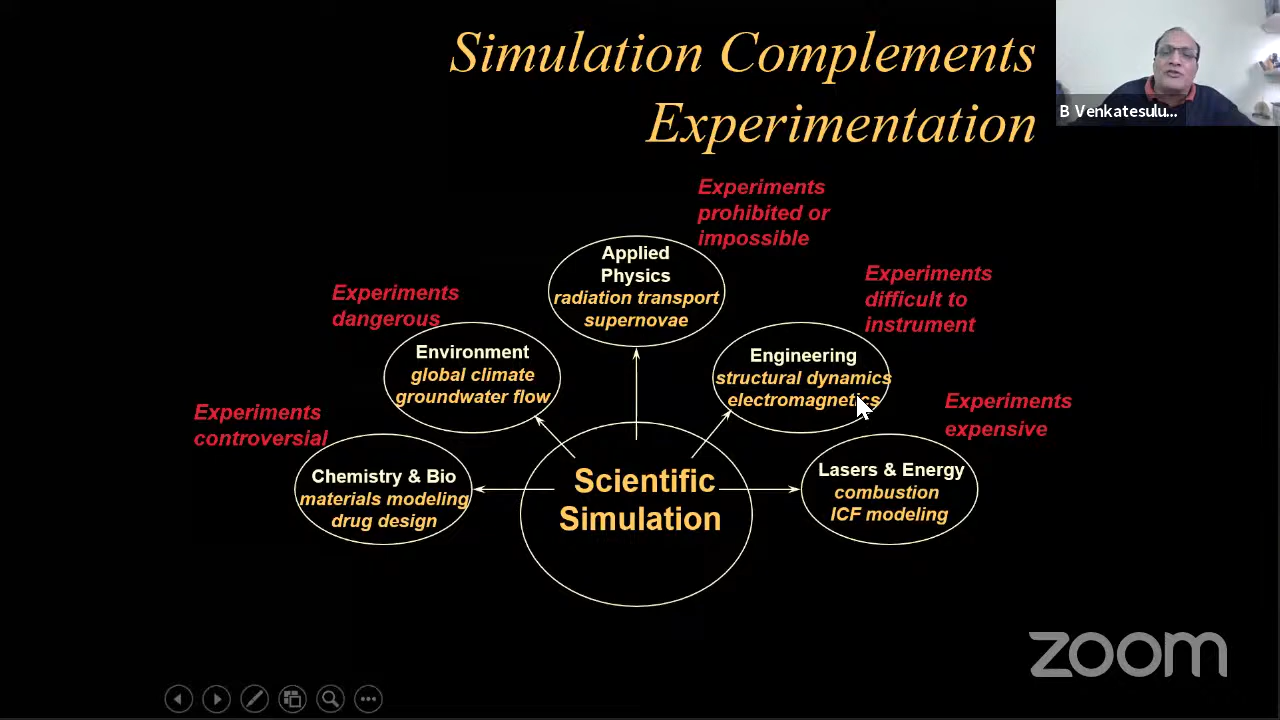 Simulation Complements
Experimentation
B Venkatesulu...
Experiments
prohibited or
impossible
Applied
Physics
radiation transport
supernovae
Experiments
dangerous
Environment
global climate
groundwater flow
Experiments
difficult to
instrument
Engineering
structural dynamics
electromagnetics
Experiments
controversial
Chemistry & Bio
materials modeling
drug design
Experiments
expensive
Lasers & Energy
combustion
ICF modeling
Scientific
Simulation
zoom